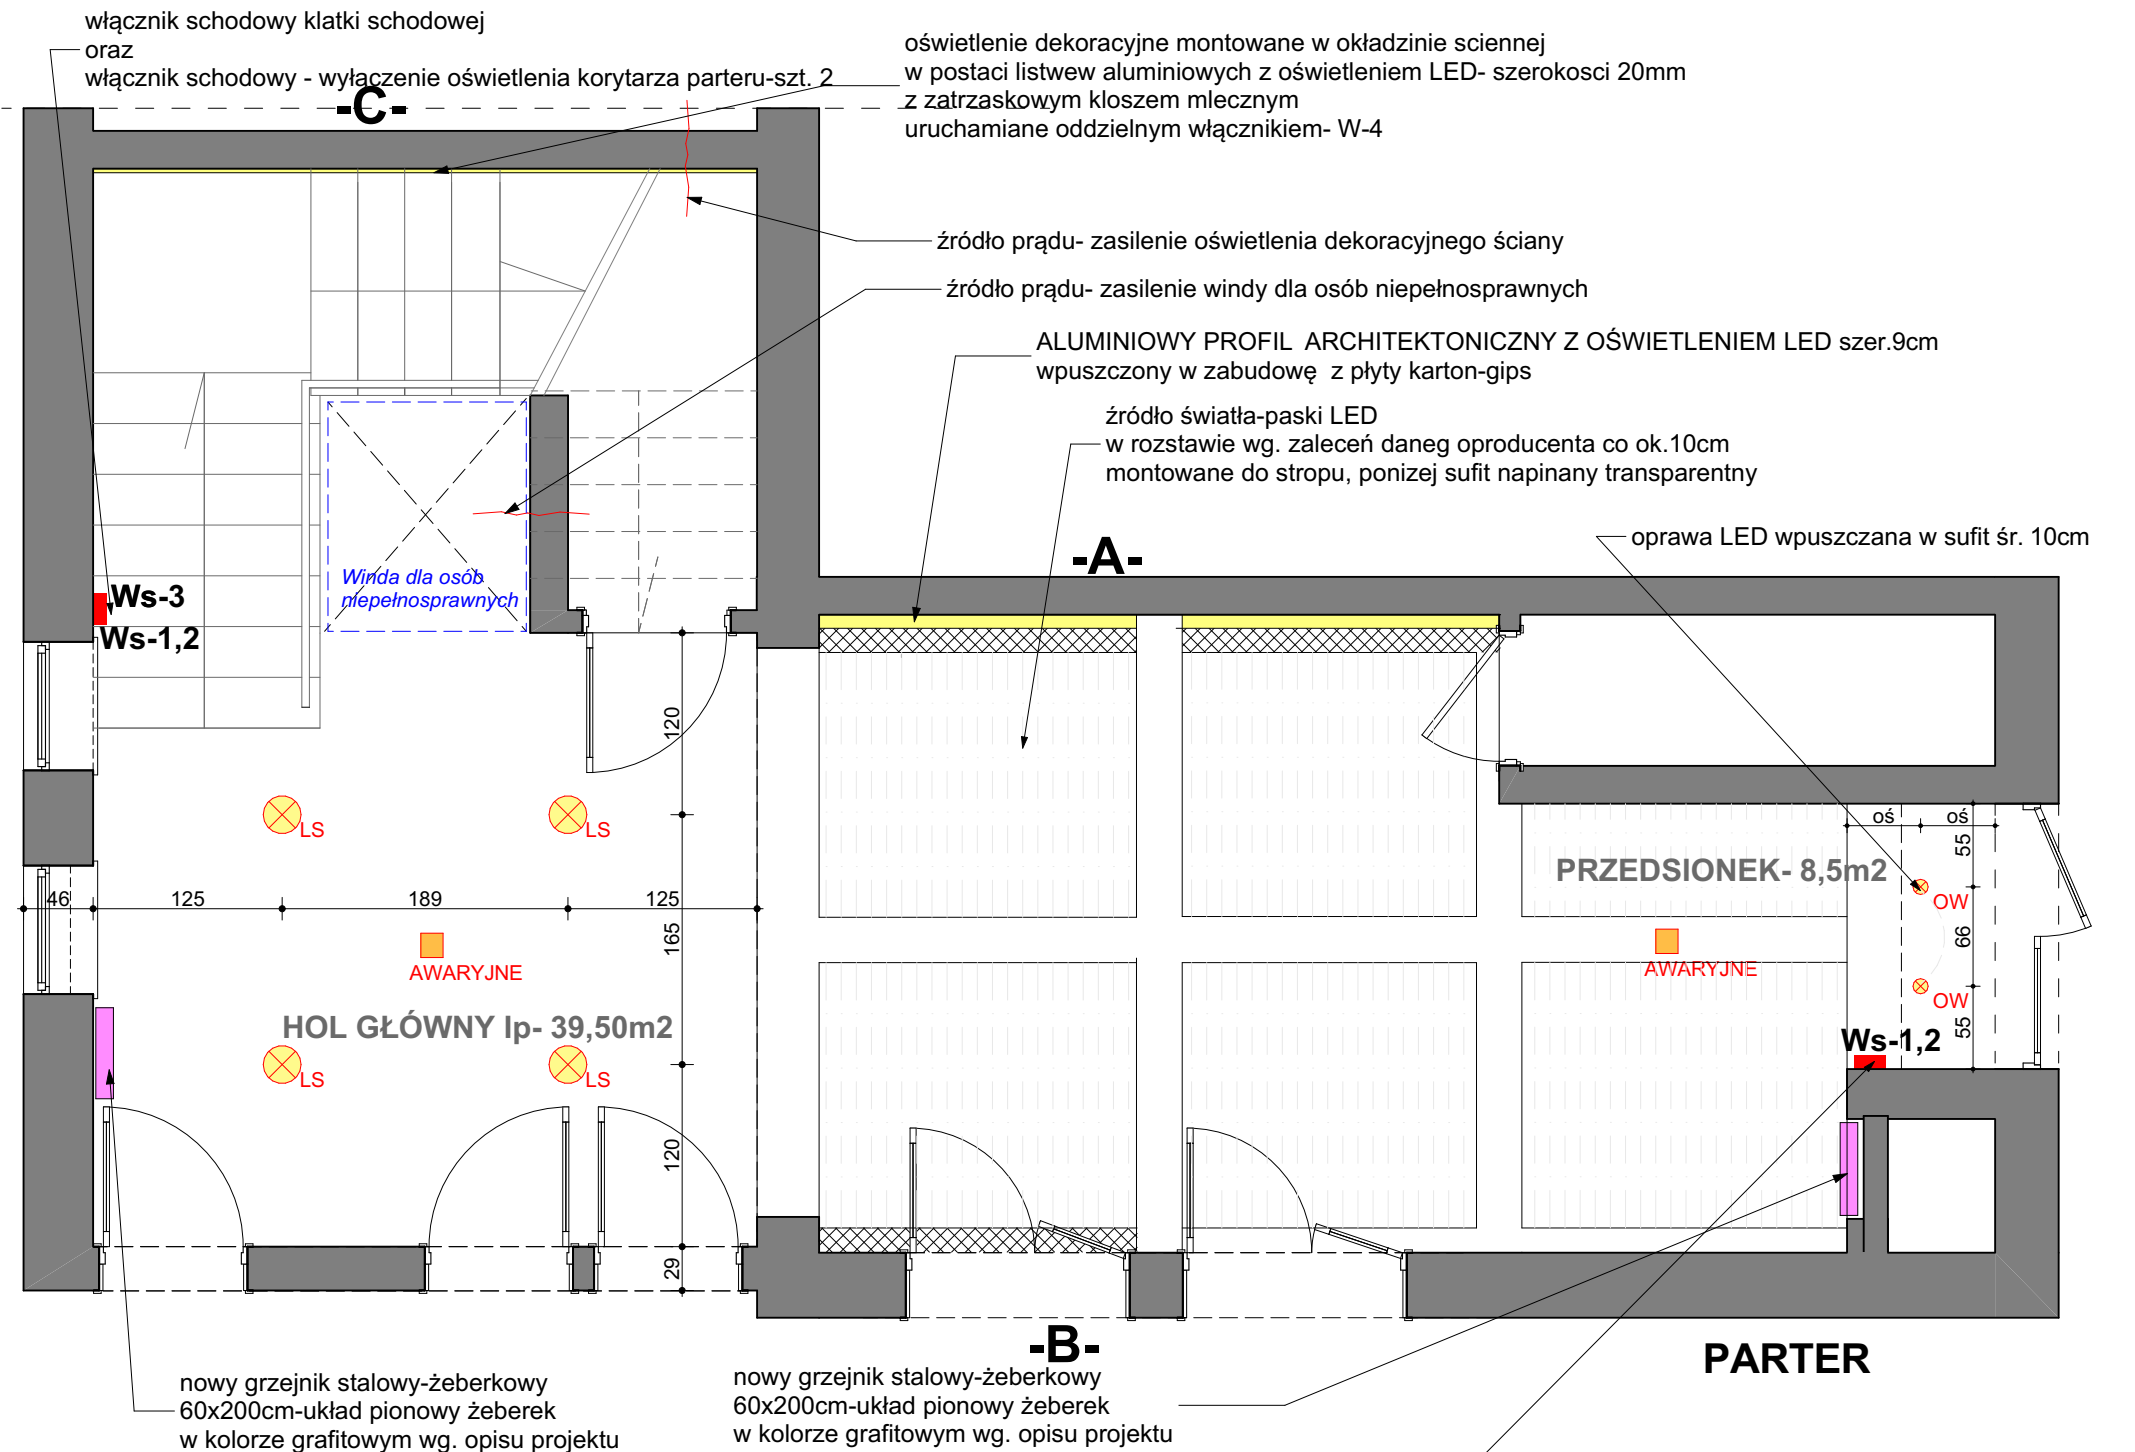 włącznik schodowy klatki schodowej
oraz
włącznik schodowy - wyłaczenie oświetlenia korytarza parteru-szt. 2
-C-
oświetlenie dekoracyjne montowane w okładzinie sciennej
w postaci listwew aluminiowych z oświetleniem LED- szerokosci 20mm
z zatrzaskowym kloszem mlecznym
uruchamiane oddzielnym włącznikiem- W-4
źródło prądu- zasilenie oświetlenia dekoracyjnego ściany
źródło prądu- zasilenie windy dla osób niepełnosprawnych
ALUMINIOWY PROFIL ARCHITEKTONICZNY Z OŚWIETLENIEM LED szer.9cm
wpuszczony w zabudowę z płyty karton-gips
źródło światła-paski LED
w rozstawie wg. zaleceń daneg oproducenta co ok.10cm
montowane do stropu, ponizej sufit napinany transparentny
oprawa LED wpuszczana w sufit śr. 10cm
-A-
Winda dla osób
niepełnosprawnych
Ws-3
Ws-1,2
120
LS
LS
oś
oś
55
PRZEDSIONEK- 8,5m2
46
125
189
125
165
OW
66
AWARYJNE
AWARYJNE
OW
55
HOL GŁÓWNY Ip- 39,50m2
Ws-1,2
LS
LS
120
29
-B-
PARTER
nowy grzejnik stalowy-żeberkowy
60x200cm-układ pionowy żeberek
w kolorze grafitowym wg. opisu projektu
nowy grzejnik stalowy-żeberkowy
60x200cm-układ pionowy żeberek
w kolorze grafitowym wg. opisu projektu